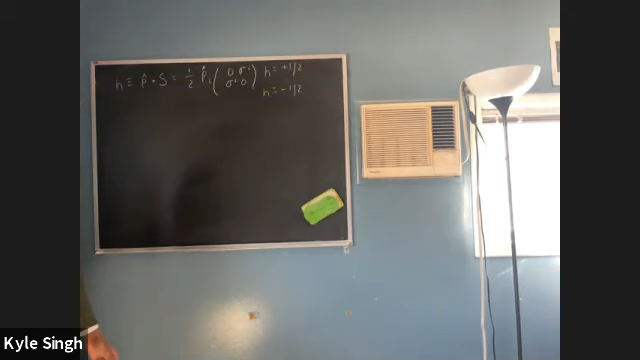 h ≡ p̂ · S = 1/2 p̂ᵢ ( 0 σⁱ h = +1/2
σⁱ 0 ) h = -1/2
Kyle Singh